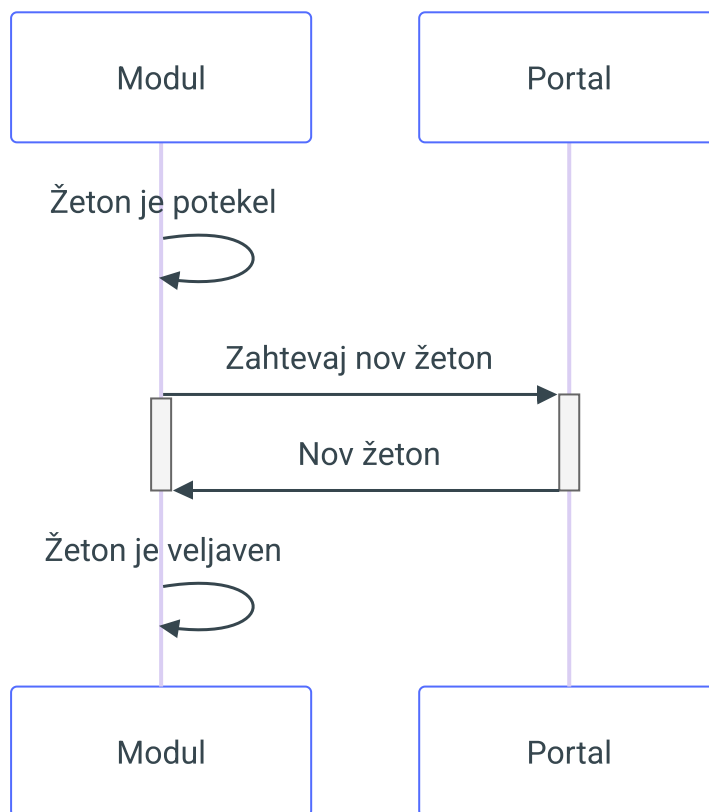 Modul
Portal
Žeton je potekel
Zahtevaj nov žeton
Nov žeton
Žeton je veljaven
Modul
Portal